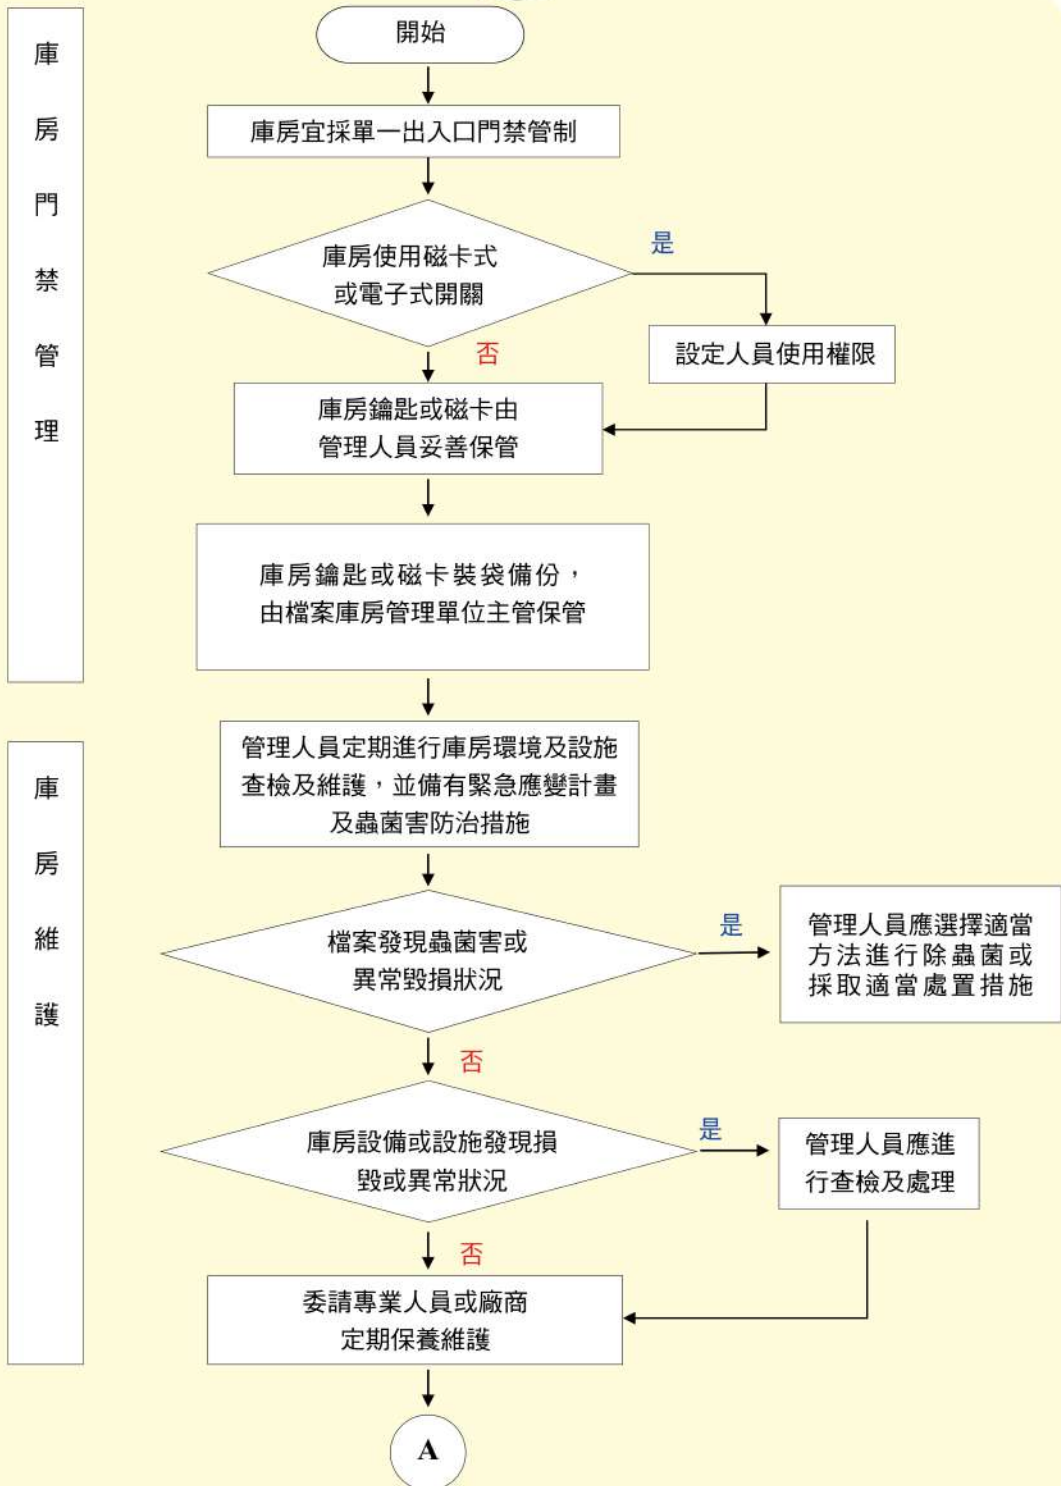 庫房門禁管理
開始
庫房宜採單一出入口門禁管制
庫房使用磁卡式
或電子式開關
是
設定人員使用權限
否
庫房鑰匙或磁卡由
管理人員妥善保管
庫房鑰匙或磁卡裝袋備份，
由檔案庫房管理單位主管保管
庫房維護
管理人員定期進行庫房環境及設施
查檢及維護，並備有緊急應變計畫
及蟲菌害防治措施
檔案發現蟲菌害或
異常毀損狀況
是
管理人員應選擇適當
方法進行除蟲菌或
採取適當處置措施
否
庫房設備或設施發現損
毀或異常狀況
是
管理人員應進
行查檢及處理
否
委請專業人員或廠商
定期保養維護
A